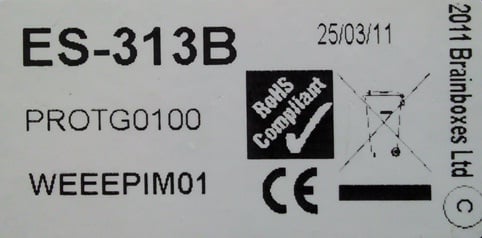 ES-313B
25/03/11
PROTG0100
RoHS
Compliant
WEEEPIM01
CE
© 2011 Brainboxes Ltd